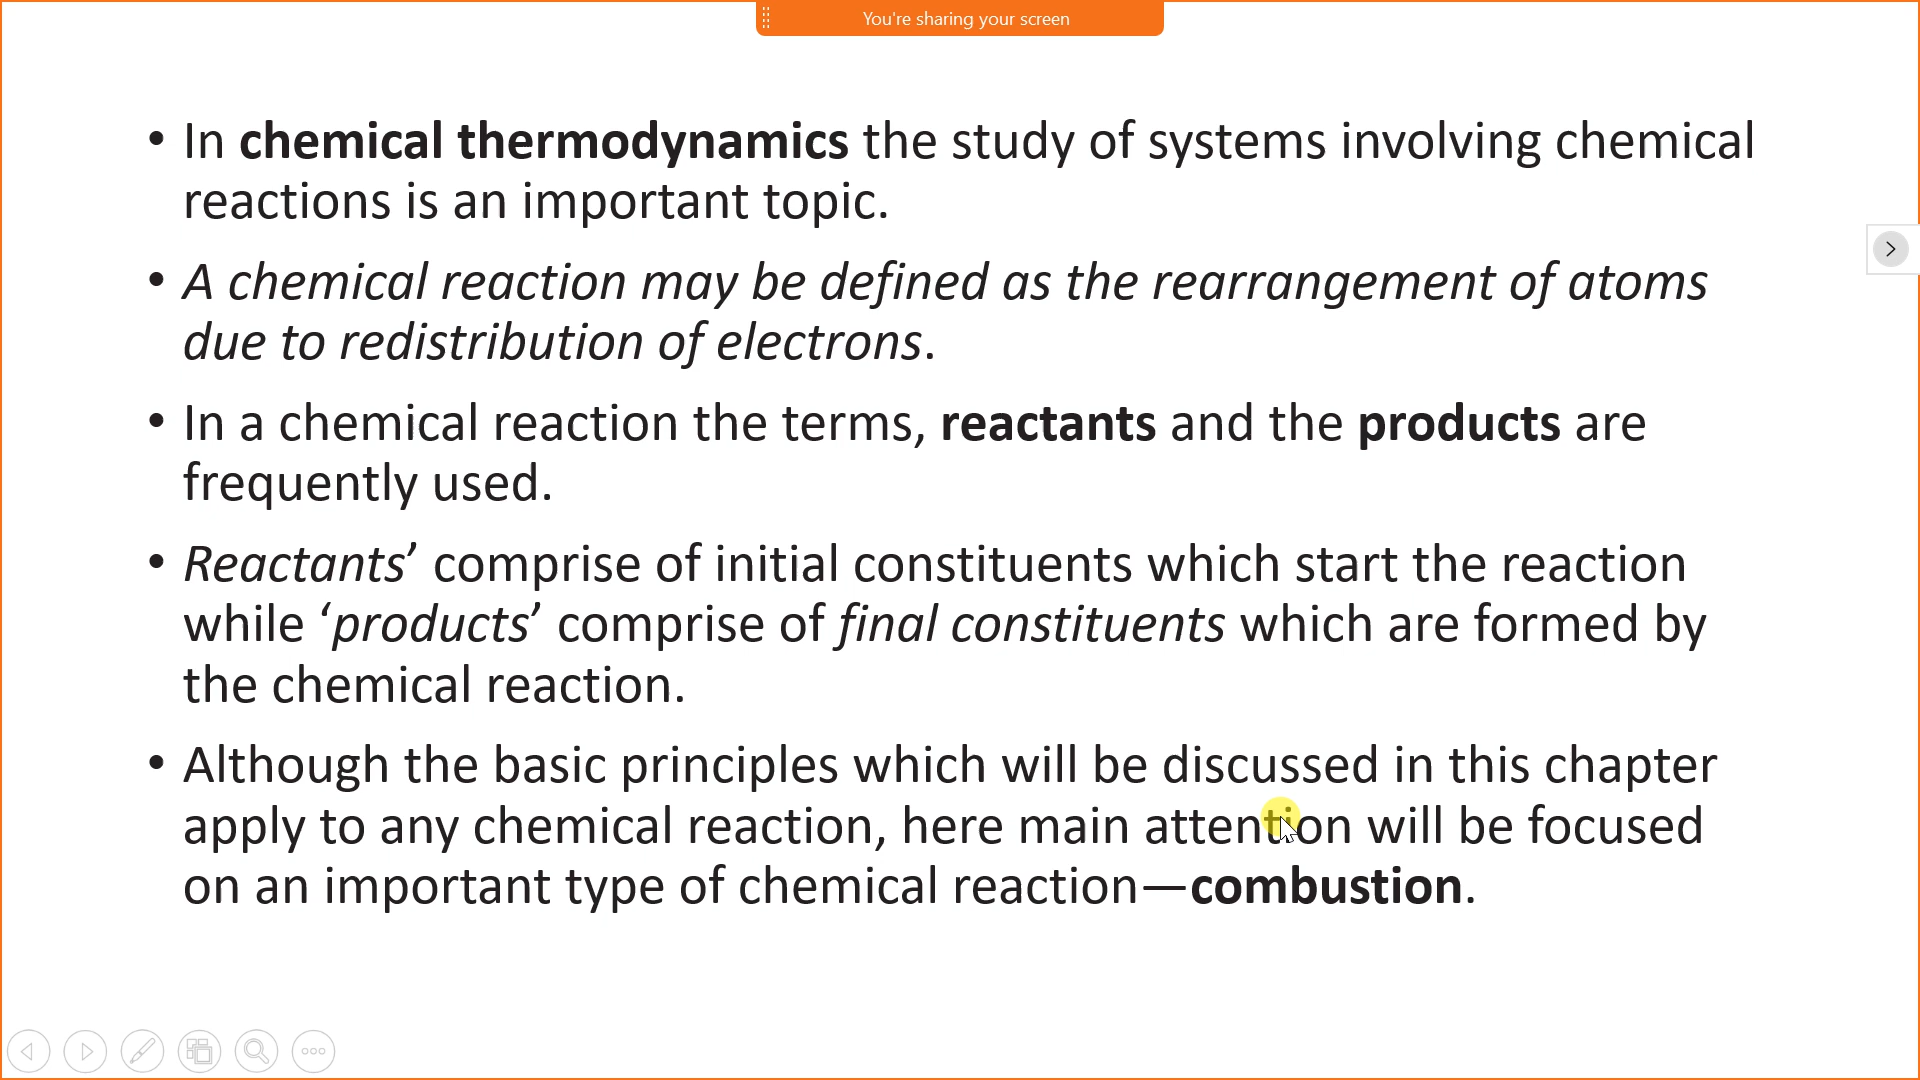 You're sharing your screen
• In chemical thermodynamics the study of systems involving chemical
reactions is an important topic.
• A chemical reaction may be defined as the rearrangement of atoms
due to redistribution of electrons.
• In a chemical reaction the terms, reactants and the products are
frequently used.
• Reactants’ comprise of initial constituents which start the reaction
while ‘products’ comprise of final constituents which are formed by
the chemical reaction.
• Although the basic principles which will be discussed in this chapter
apply to any chemical reaction, here main attention will be focused
on an important type of chemical reaction—combustion.